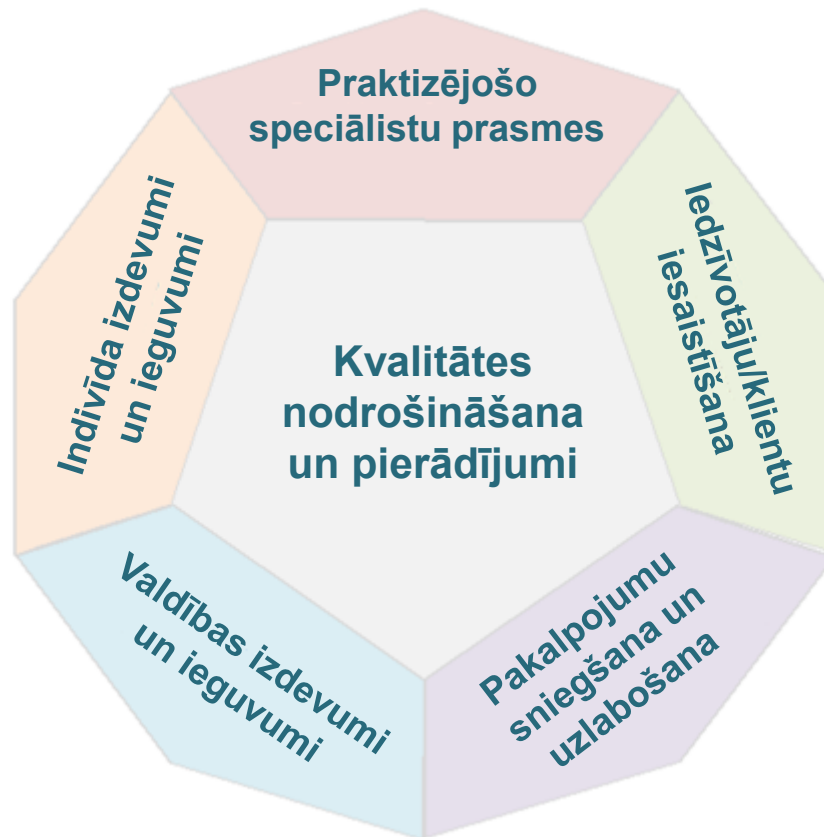 Praktizējošo
speciālistu prasmes
Iedzīvotāju/klientu
iesaistīšana
Pakalpojumu
sniegšana un
uzlabošana
Valdības izdevumi
un ieguvumi
Indivīda izdevumi
un ieguvumi
Kvalitātes
nodrošināšana
un pierādījumi